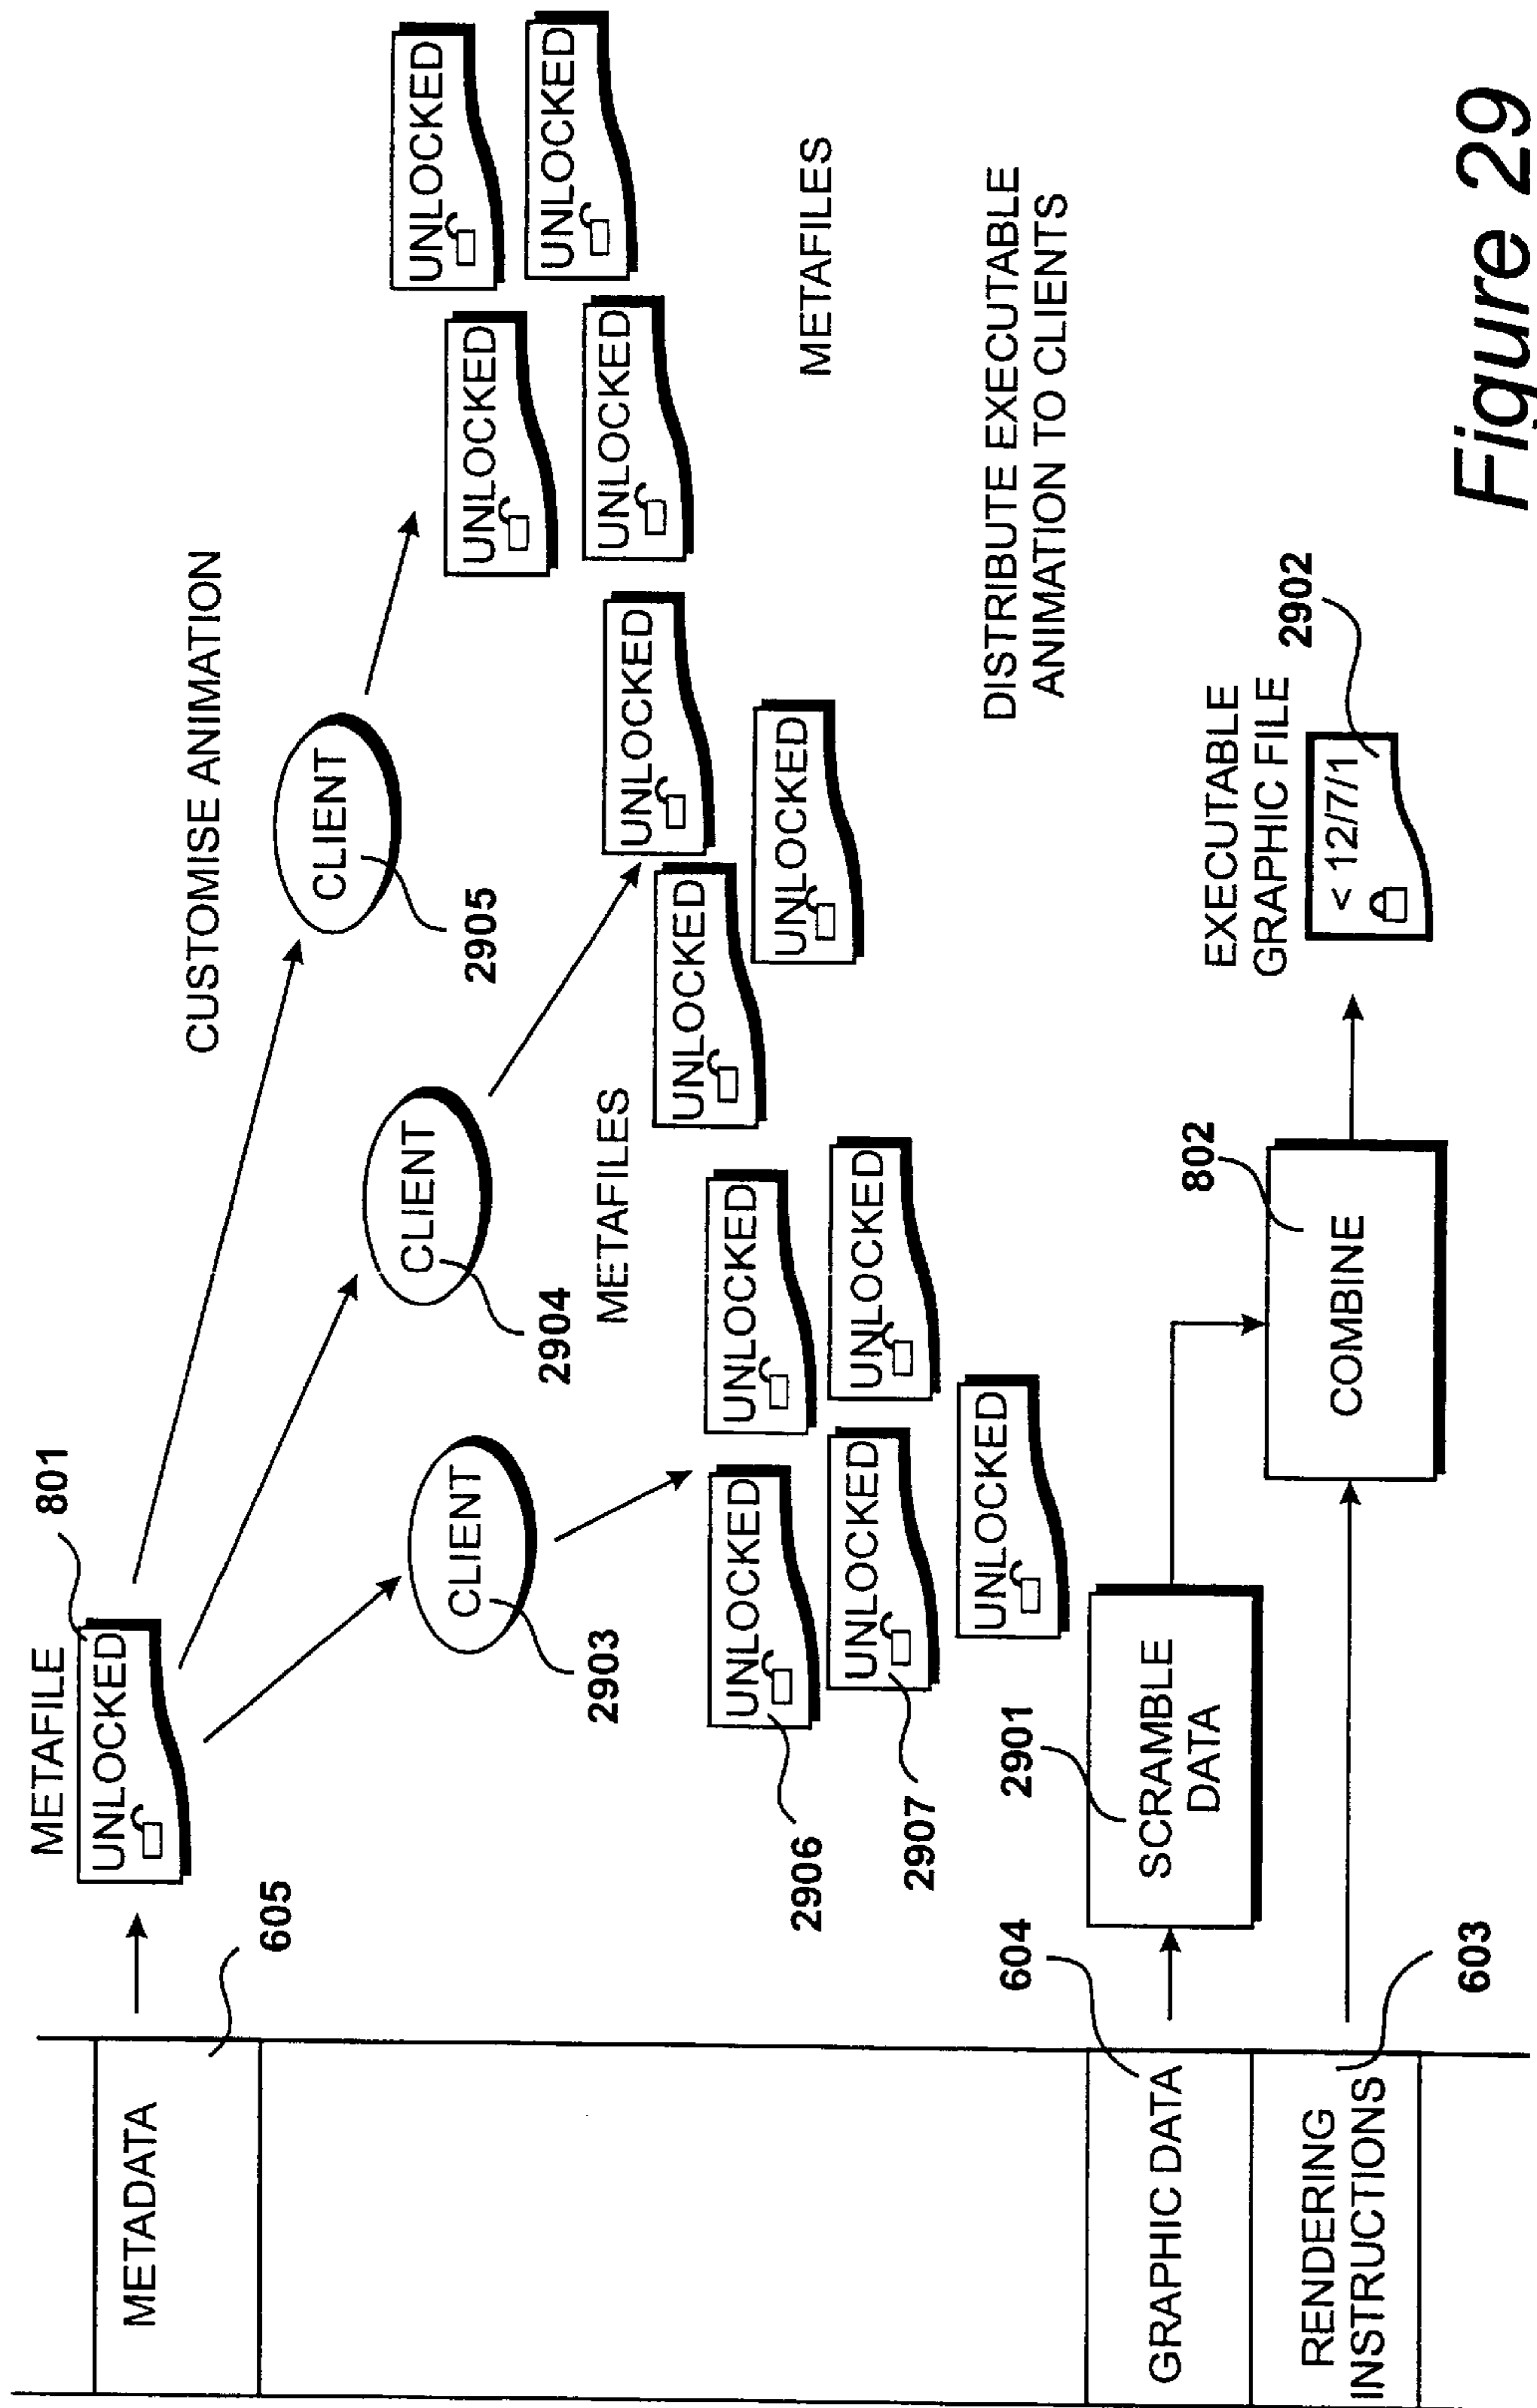 METAFILE
801
UNLOCKED
METADATA
605
CUSTOMISE ANIMATION
CLIENT
2905
CLIENT
2904
CLIENT
2903
UNLOCKED
UNLOCKED
UNLOCKED
UNLOCKED
METAFILES
UNLOCKED
UNLOCKED
UNLOCKED
METAFILES
UNLOCKED
UNLOCKED
UNLOCKED
UNLOCKED
UNLOCKED
2906
2907
DISTRIBUTE EXECUTABLE
ANIMATION TO CLIENTS
GRAPHIC DATA
604
2901
SCRAMBLE
DATA
RENDERING
INSTRUCTIONS
603
802
COMBINE
EXECUTABLE
GRAPHIC FILE
2902
< 12/7/1
Figure 29